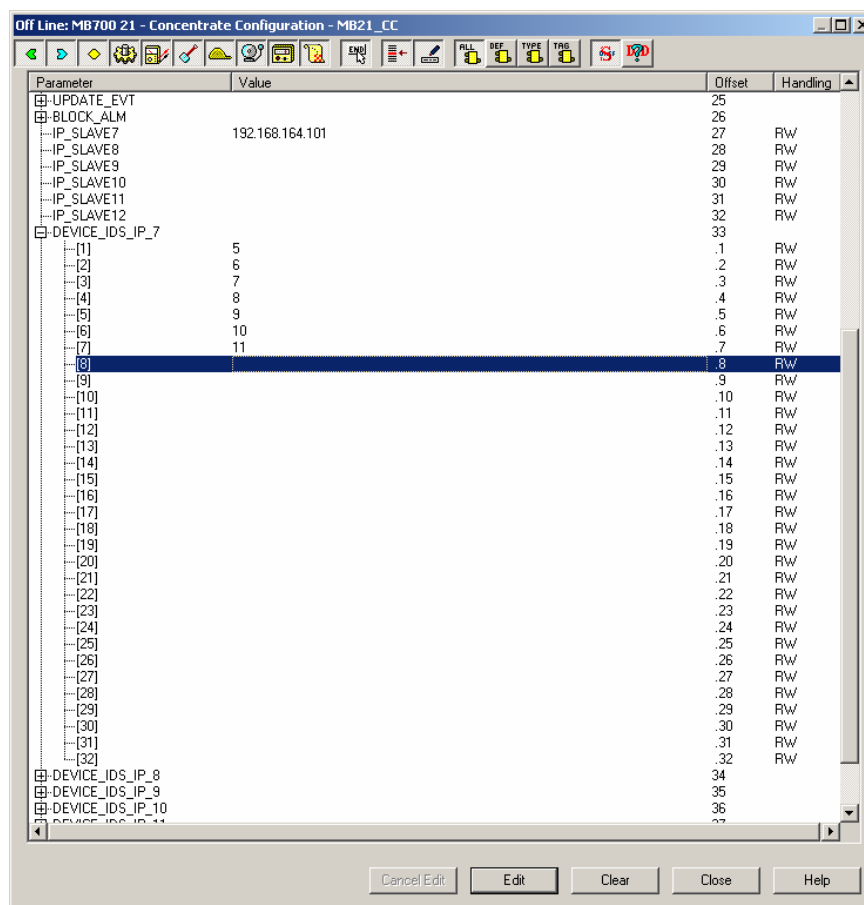 Off Line: MB700 21 - Concentrate Configuration - MB21_CC
END ALL DEF TYPE TAG
Parameter Value Offset Handling
UPDATE_EVT 25
BLOCK_ALM 26
IP_SLAVE7 192.168.164.101 27 RW
IP_SLAVE8 28 RW
IP_SLAVE9 29 RW
IP_SLAVE10 30 RW
IP_SLAVE11 31 RW
IP_SLAVE12 32 RW
DEVICE_IDS_IP_7 33
[1] 5 .1 RW
[2] 6 .2 RW
[3] 7 .3 RW
[4] 8 .4 RW
[5] 9 .5 RW
[6] 10 .6 RW
[7] 11 .7 RW
[8] .8 RW
[9] .9 RW
[10] .10 RW
[11] .11 RW
[12] .12 RW
[13] .13 RW
[14] .14 RW
[15] .15 RW
[16] .16 RW
[17] .17 RW
[18] .18 RW
[19] .19 RW
[20] .20 RW
[21] .21 RW
[22] .22 RW
[23] .23 RW
[24] .24 RW
[25] .25 RW
[26] .26 RW
[27] .27 RW
[28] .28 RW
[29] .29 RW
[30] .30 RW
[31] .31 RW
[32] .32 RW
DEVICE_IDS_IP_8 34
DEVICE_IDS_IP_9 35
DEVICE_IDS_IP_10 36
DEVICE_IDS_IP_11 37
Cancel Edit Edit Clear Close Help